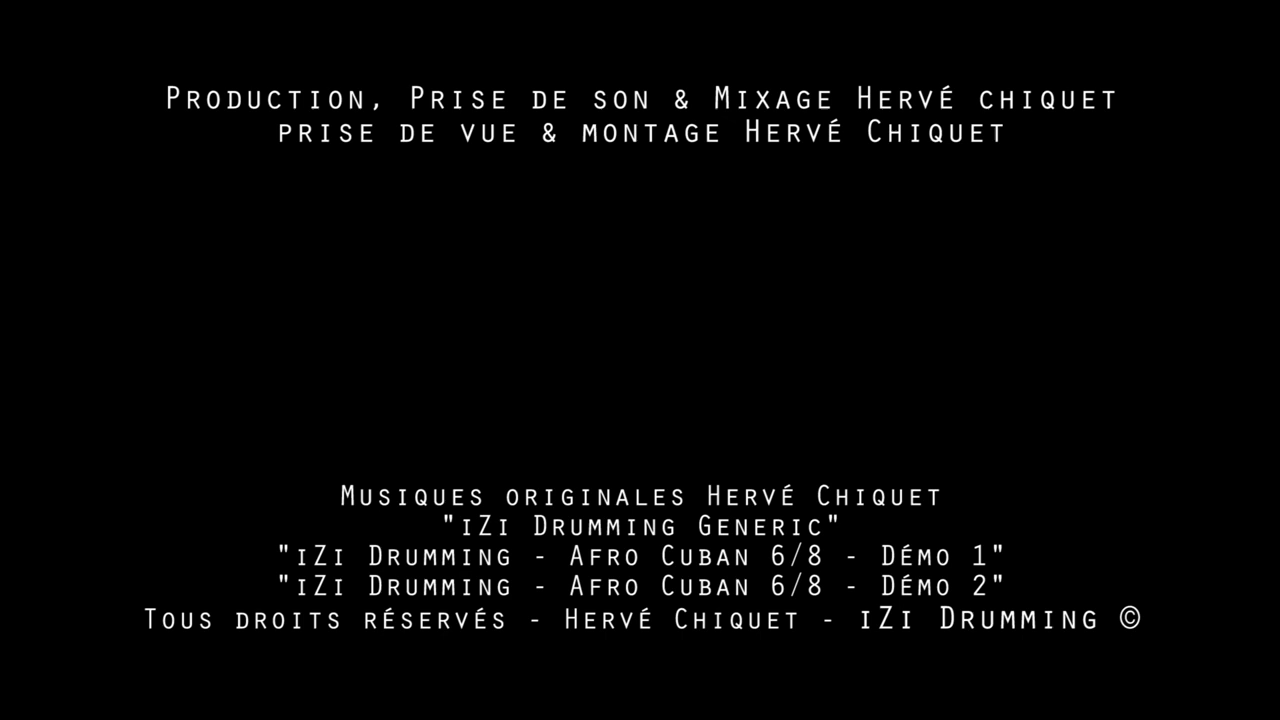 Production, Prise de son & Mixage Hervé chiquet
prise de vue & montage Hervé Chiquet
Musiques originales Hervé Chiquet
"iZi Drumming Generic"
"iZi Drumming - Afro Cuban 6/8 - Démo 1"
"iZi Drumming - Afro Cuban 6/8 - Démo 2"
Tous droits réservés - Hervé Chiquet - iZi Drumming ©